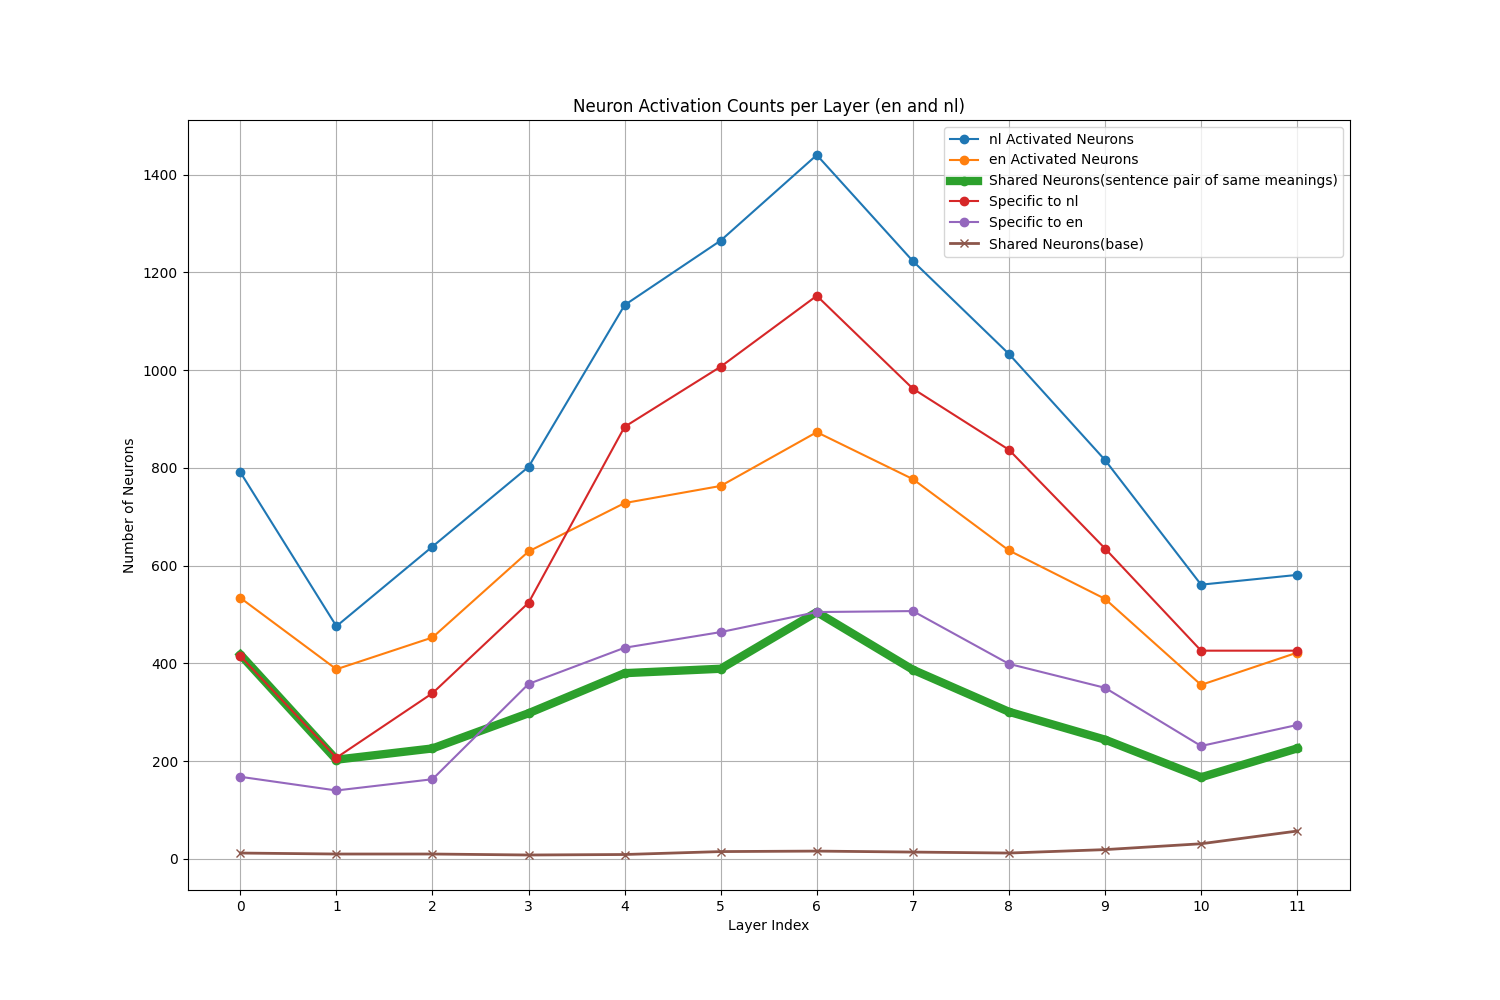 Neuron Activation Counts per Layer (en and nl)
nl Activated Neurons
en Activated Neurons
Shared Neurons(sentence pair of same meanings)
Specific to nl
Specific to en
Shared Neurons(base)
Number of Neurons
1400
1200
1000
800
600
400
200
0
0 1 2 3 4 5 6 7 8 9 10 11
Layer Index